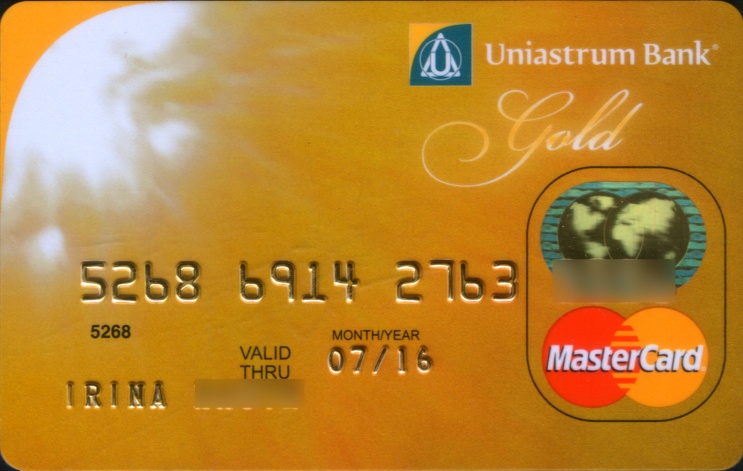 Uniastrum Bank®
Gold
5268 6914 2763
5268
MONTH/YEAR
VALID THRU 07/16
IRINA
MasterCard